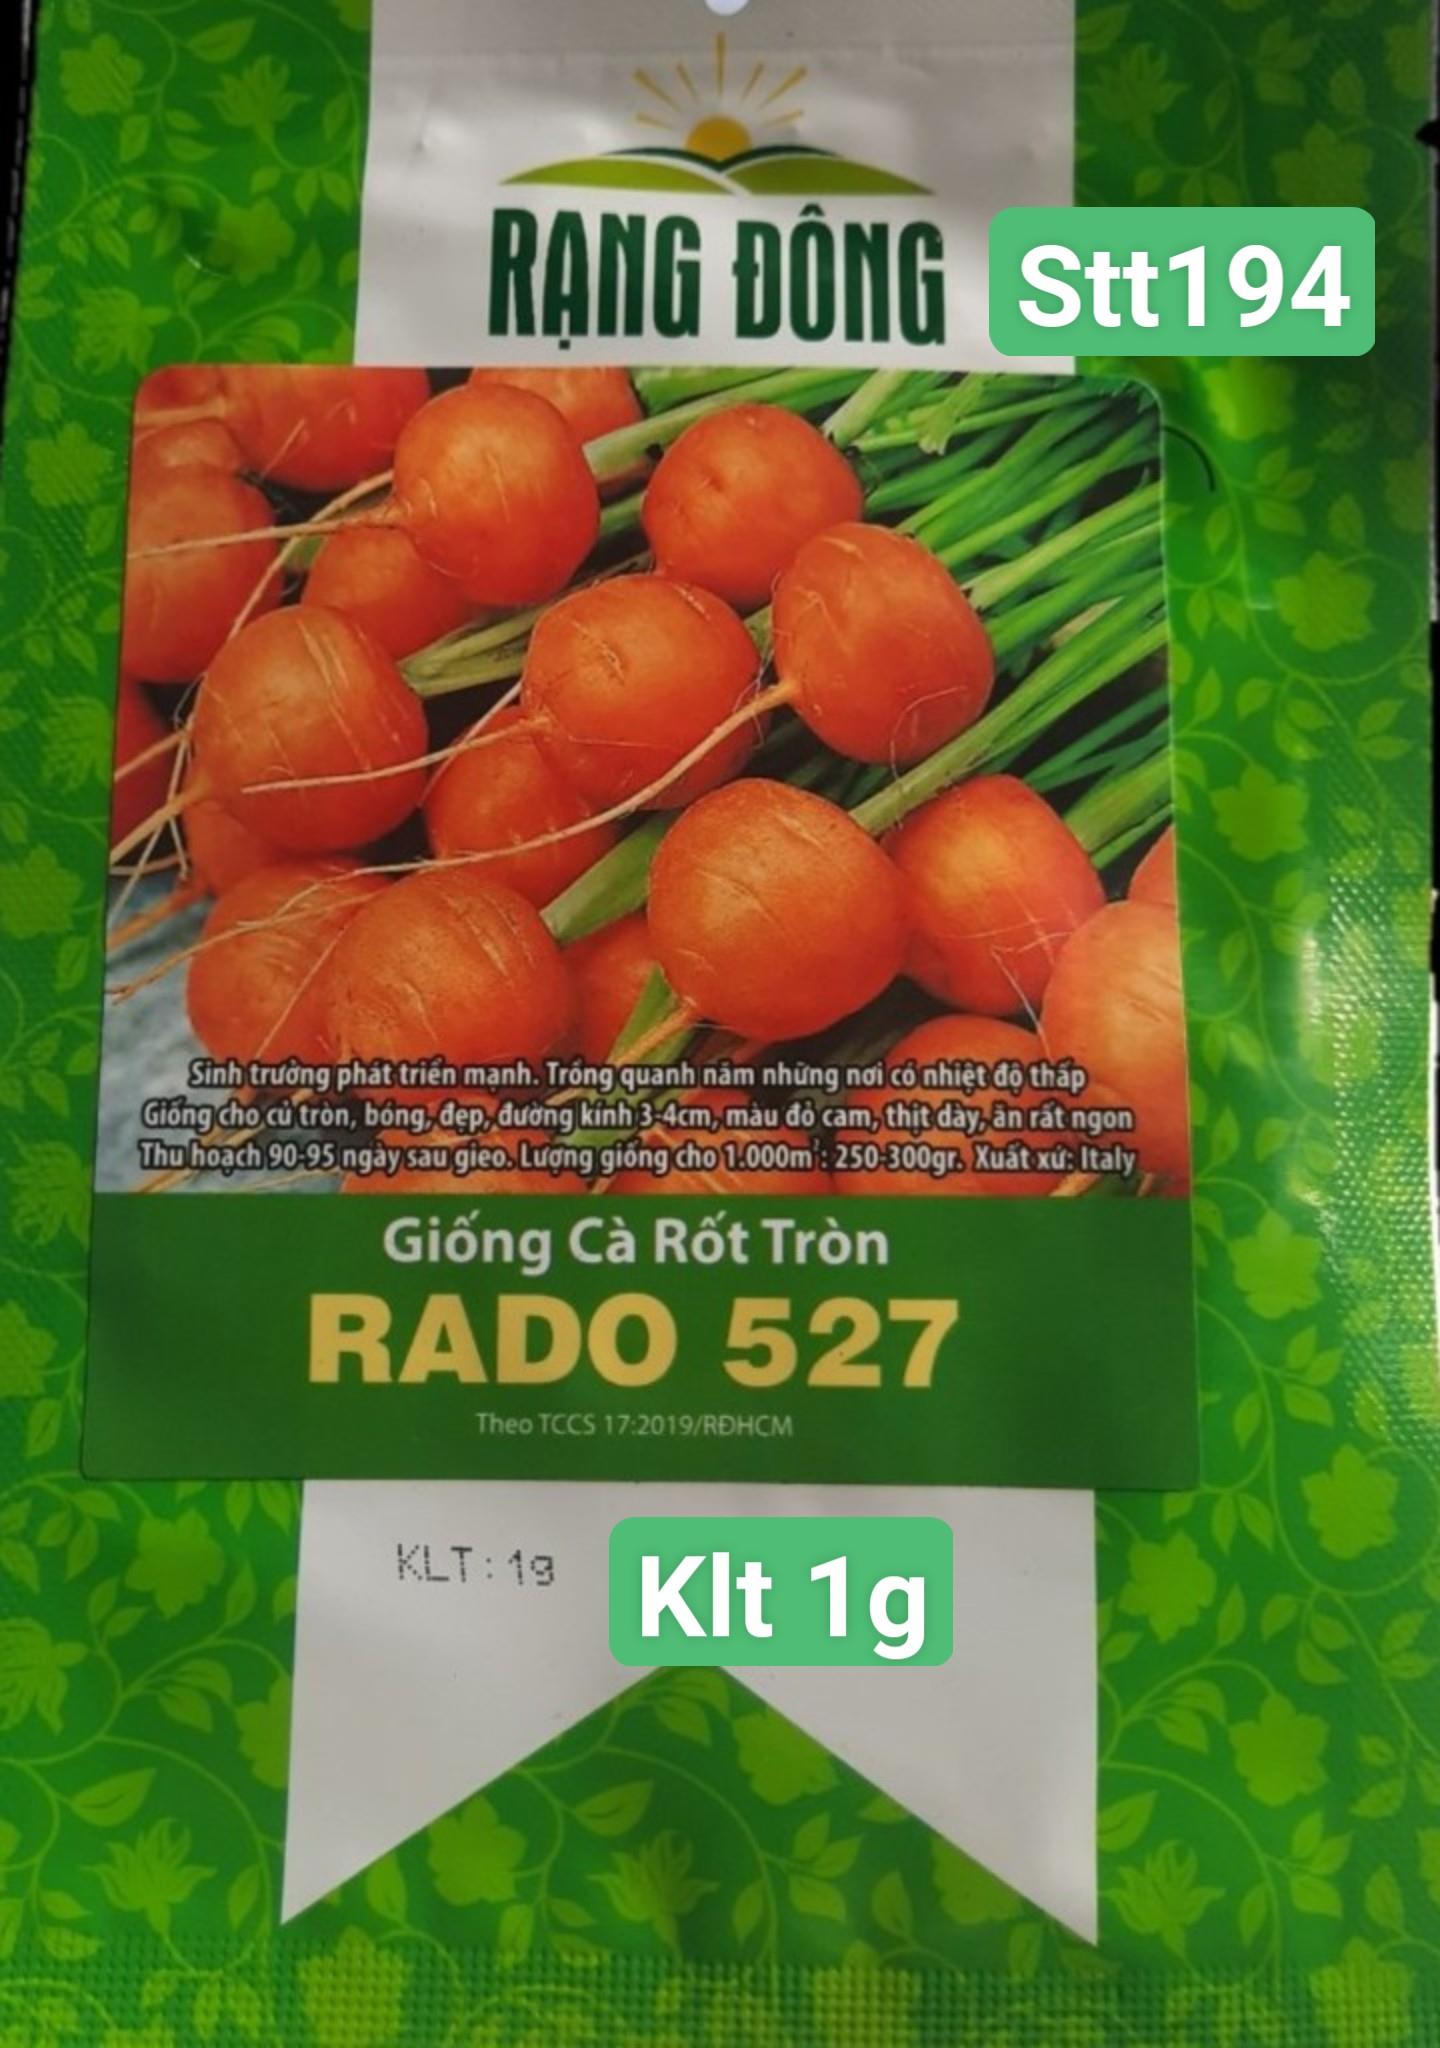 RẠNG ĐÔNG
Stt194
Sinh trưởng phát triển mạnh. Trồng quanh năm những nơi có nhiệt độ thấp
Giống cho củ tròn, bóng, đẹp, đường kính 3-4cm, màu đỏ cam, thịt dày, ăn rất ngon
Thu hoạch 90-95 ngày sau gieo. Lượng giống cho 1.000m²: 250-300gr. Xuất xứ: Italy
Giống Cà Rốt Tròn
RADO 527
Theo TCCS 17:2019/RĐHCM
KLT: 1g
Klt 1g